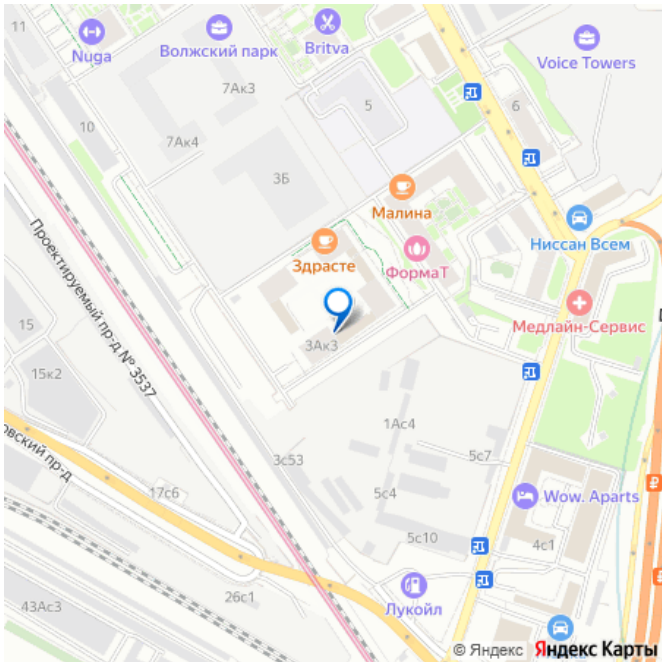 11
Nuga
Волжский парк
Britva
Voice Towers
7Ак3
5
6
10
7Ак4
3Б
Малина
Ниссан Всем
Здрасте
ФормаТ
Медлайн-Сервис
3Ак3
Проектируемый пр-д № 3537
15
15к2
1Ас4
овский пр-д
3с53
5с7
17с6
5с4
Wow. Aparts
5с10
4с1
26с1
Лукойл
43Ас3
© Яндекс Яндекс Карты